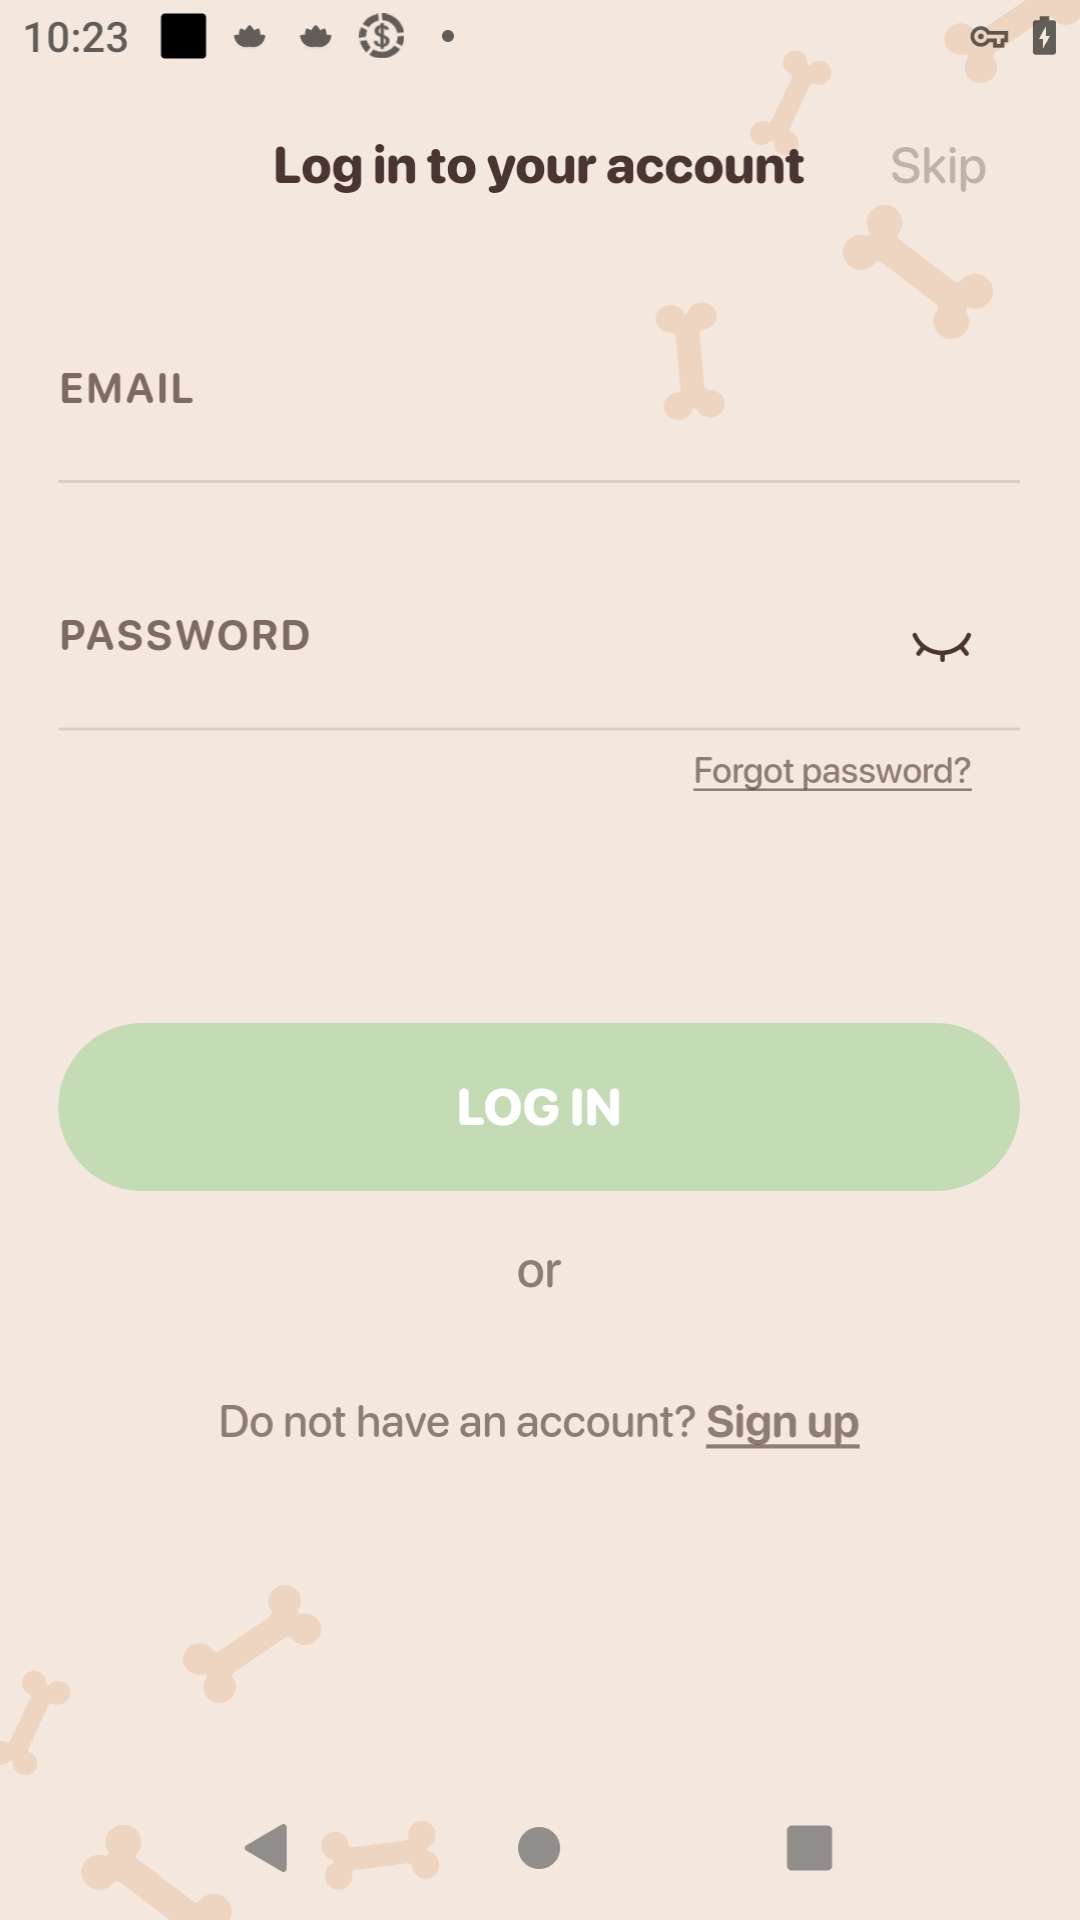 10:23
Log in to your account
Skip
EMAIL
PASSWORD
Forgot password?
LOG IN
or
Do not have an account? Sign up